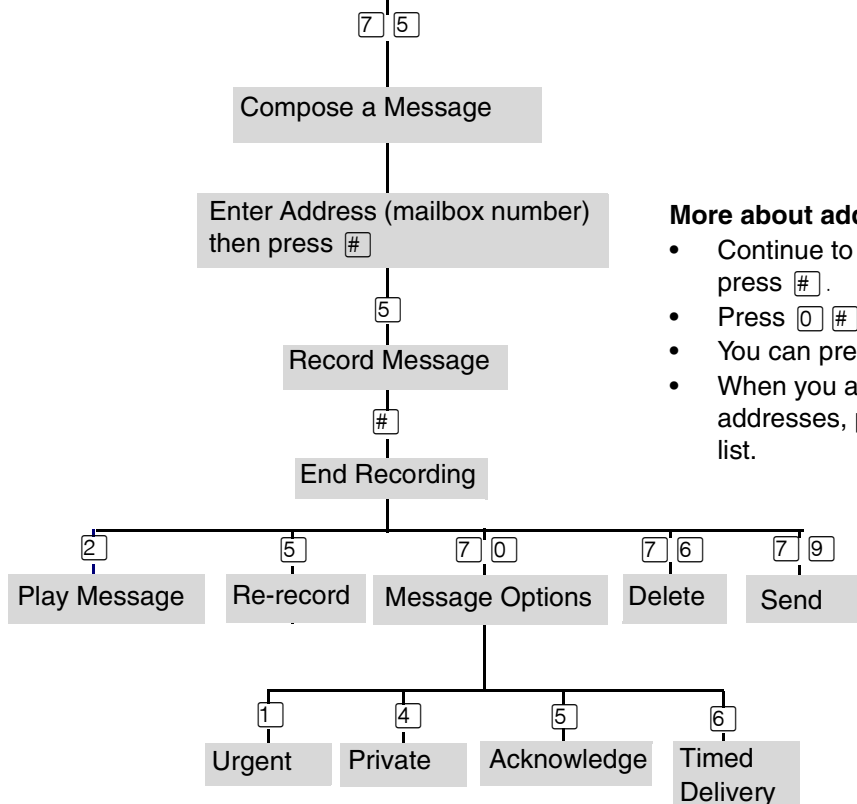 7 5
Compose a Message
Enter Address (mailbox number)
then press #
5
Record Message
#
End Recording
More about
• Continue to
press # .
• Press 0 #
• You can
• When you
addresses,
list.
2 5 7 0 7 6 7 9
Play Message Re-record Message Options Delete Send
1 4 5 6
Urgent Private Acknowledge Timed
Delivery